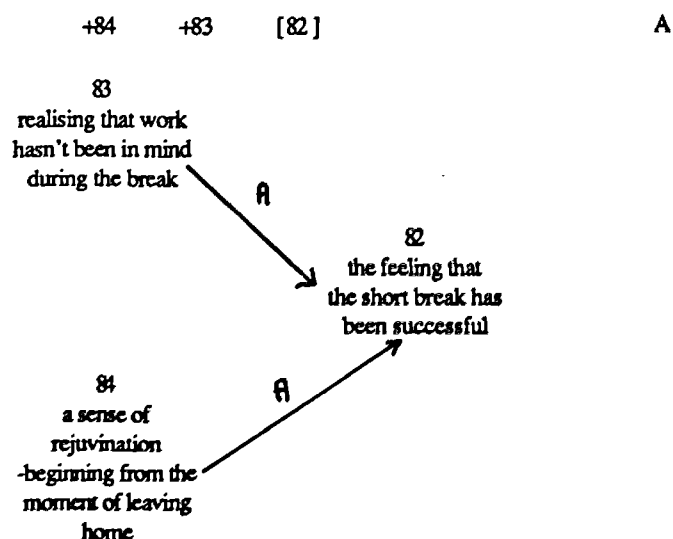 +84 +83 [82] A
83
realising that work
hasn't been in mind
during the break
A
82
the feeling that
the short break has
been successful
84
A
a sense of
rejuvination
-beginning from the
moment of leaving
home